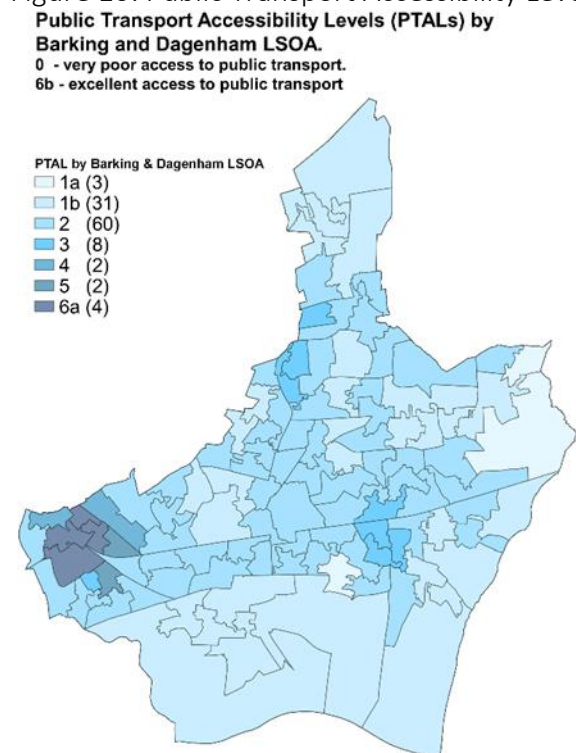 Public Transport Accessibility Levels (PTALs) by
Barking and Dagenham LSOA.
0 - very poor access to public transport.
6b - excellent access to public transport
PTAL by Barking & Dagenham LSOA
1a (3)
1b (31)
2 (60)
3 (8)
4 (2)
5 (2)
6a (4)